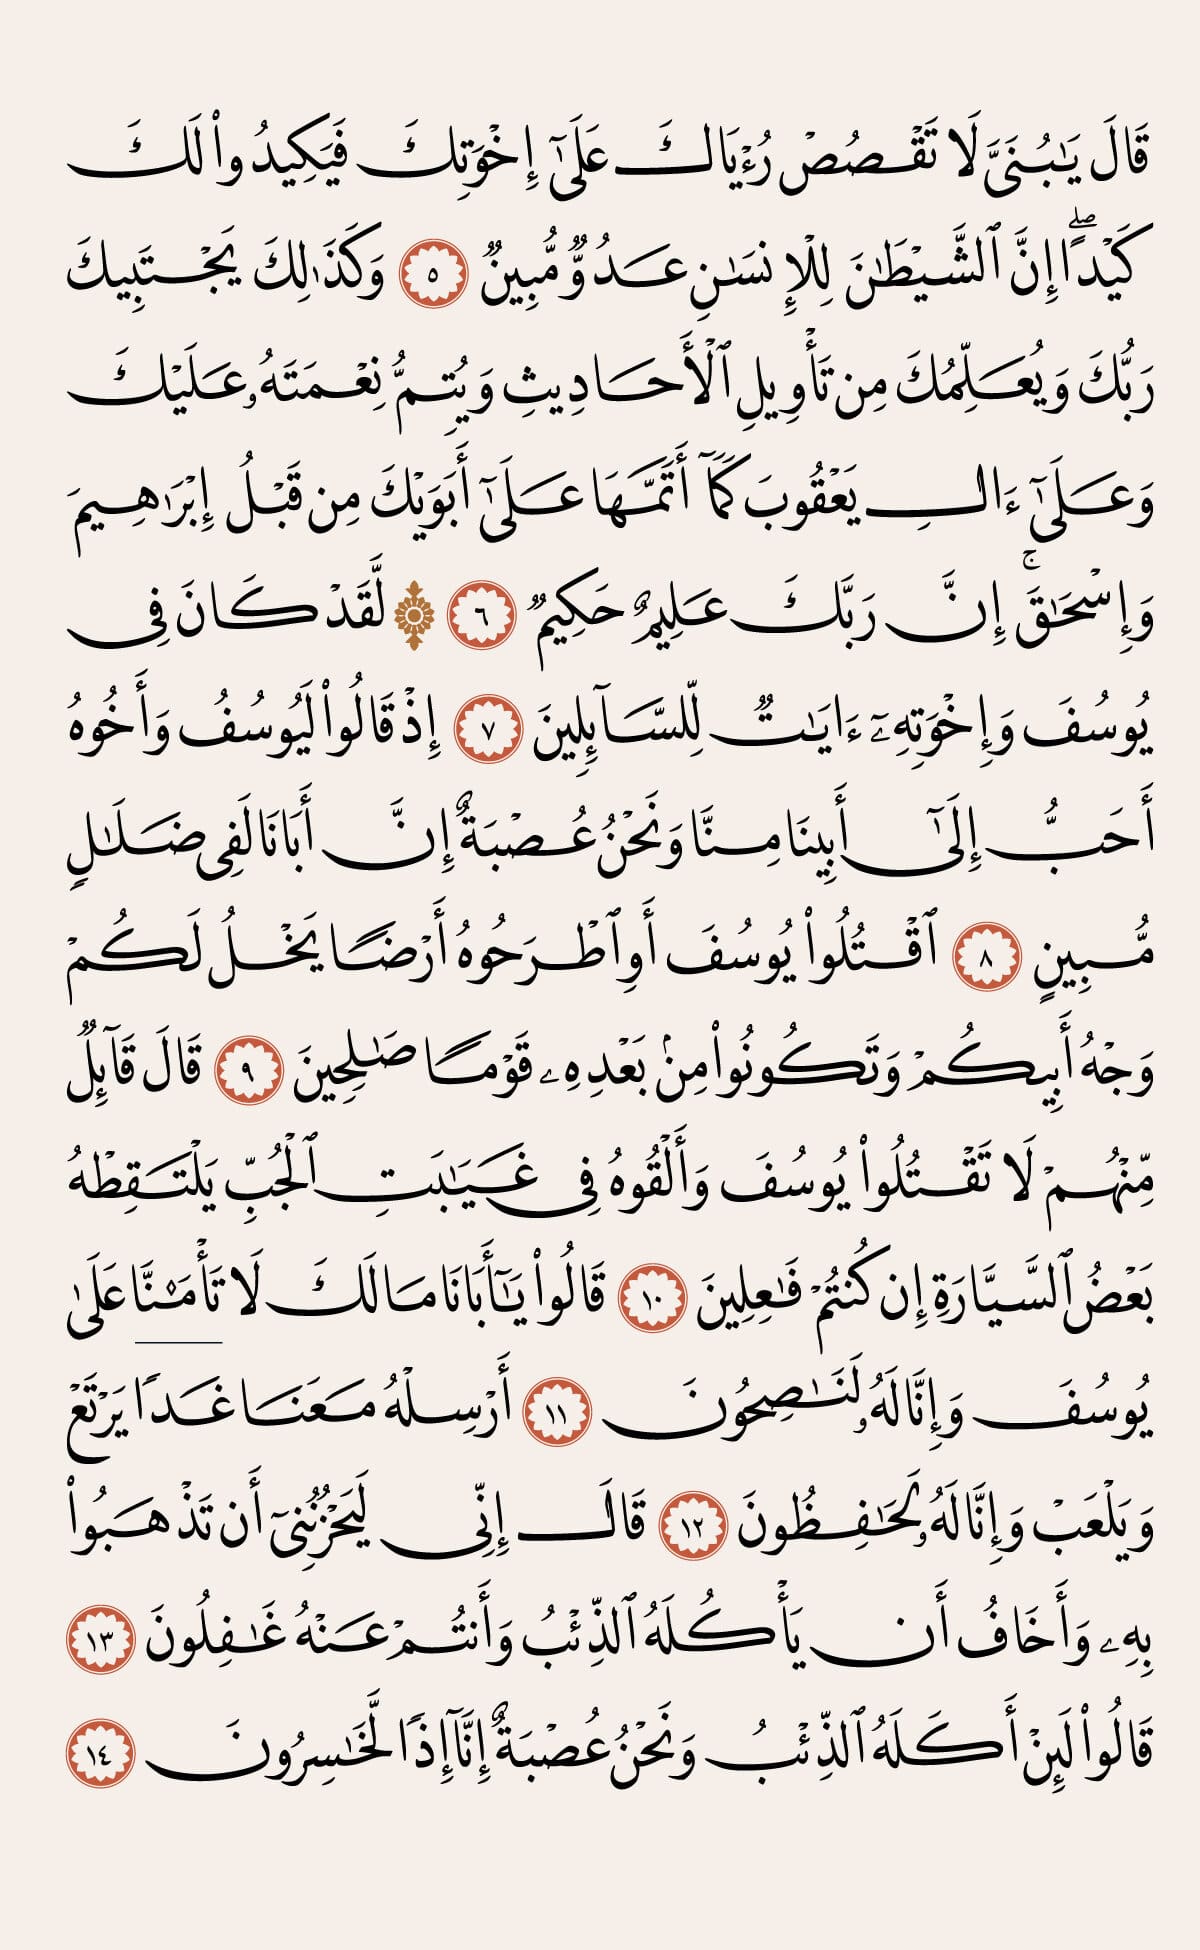 قَالَ يَٰبُنَىَّ لَا تَقْصُصْ رُءْيَاكَ عَلَىٰٓ إِخْوَتِكَ فَيَكِيدُوا۟ لَكَ
كَيْدًا ۖ إِنَّ ٱلشَّيْطَٰنَ لِلْإِنسَٰنِ عَدُوٌّ مُّبِينٌ ٥ وَكَذَٰلِكَ يَجْتَبِيكَ
رَبُّكَ وَيُعَلِّمُكَ مِن تَأْوِيلِ ٱلْأَحَادِيثِ وَيُتِمُّ نِعْمَتَهُۥ عَلَيْكَ
وَعَلَىٰٓ ءَالِ يَعْقُوبَ كَمَآ أَتَمَّهَا عَلَىٰٓ أَبَوَيْكَ مِن قَبْلُ إِبْرَٰهِيمَ
وَإِسْحَٰقَ ۚ إِنَّ رَبَّكَ عَلِيمٌ حَكِيمٌ ٦ ۞ لَّقَدْ كَانَ فِى
يُوسُفَ وَإِخْوَتِهِۦٓ ءَايَٰتٌ لِّلسَّآئِلِينَ ٧ إِذْ قَالُوا۟ لَيُوسُفُ وَأَخُوهُ
أَحَبُّ إِلَىٰٓ أَبِينَا مِنَّا وَنَحْنُ عُصْبَةٌ إِنَّ أَبَانَا لَفِى ضَلَٰلٍ
مُّبِينٍ ٨ ٱقْتُلُوا۟ يُوسُفَ أَوِ ٱطْرَحُوهُ أَرْضًا يَخْلُ لَكُمْ
وَجْهُ أَبِيكُمْ وَتَكُونُوا۟ مِنۢ بَعْدِهِۦ قَوْمًا صَٰلِحِينَ ٩ قَالَ قَآئِلٌ
مِّنْهُمْ لَا تَقْتُلُوا۟ يُوسُفَ وَأَلْقُوهُ فِى غَيَٰبَتِ ٱلْجُبِّ يَلْتَقِطْهُ
بَعْضُ ٱلسَّيَّارَةِ إِن كُنتُمْ فَٰعِلِينَ ١٠ قَالُوا۟ يَٰٓأَبَانَا مَا لَكَ لَا تَأْمَ۫نَّا عَلَىٰ
يُوسُفَ وَإِنَّا لَهُۥ لَنَٰصِحُونَ ١١ أَرْسِلْهُ مَعَنَا غَدًا يَرْتَعْ
وَيَلْعَبْ وَإِنَّا لَهُۥ لَحَٰفِظُونَ ١٢ قَالَ إِنِّى لَيَحْزُنُنِىٓ أَن تَذْهَبُوا۟
بِهِۦ وَأَخَافُ أَن يَأْكُلَهُ ٱلذِّئْبُ وَأَنتُمْ عَنْهُ غَٰفِلُونَ ١٣
قَالُوا۟ لَئِنْ أَكَلَهُ ٱلذِّئْبُ وَنَحْنُ عُصْبَةٌ إِنَّآ إِذًا لَّخَٰسِرُونَ ١٤